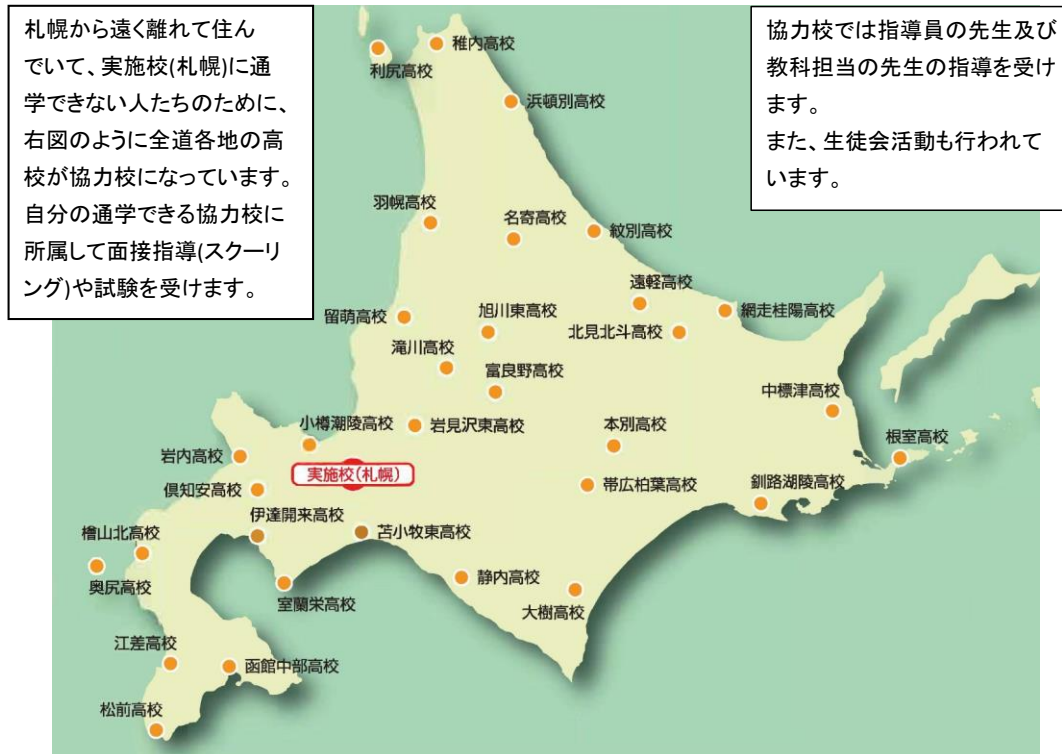 札幌から遠く離れて住ん
でいて、実施校(札幌)に通
学できない人たちのために、
右図のように全道各地の高
校が協力校になっています。
自分の通学できる協力校に
所属して面接指導(スクーリ
ング)や試験を受けます。
協力校では指導員の先生及び
教科担当の先生の指導を受け
ます。
また、生徒会活動も行われて
います。
稚内高校
利尻高校
浜頓別高校
羽幌高校
名寄高校
紋別高校
遠軽高校
網走桂陽高校
留萌高校
旭川東高校
北見北斗高校
滝川高校
富良野高校
中標津高校
小樽潮陵高校
岩見沢東高校
本別高校
根室高校
岩内高校
実施校(札幌)
倶知安高校
帯広柏葉高校
釧路湖陵高校
伊達開来高校
苫小牧東高校
檜山北高校
奥尻高校
静内高校
室蘭栄高校
大樹高校
江差高校
函館中部高校
松前高校